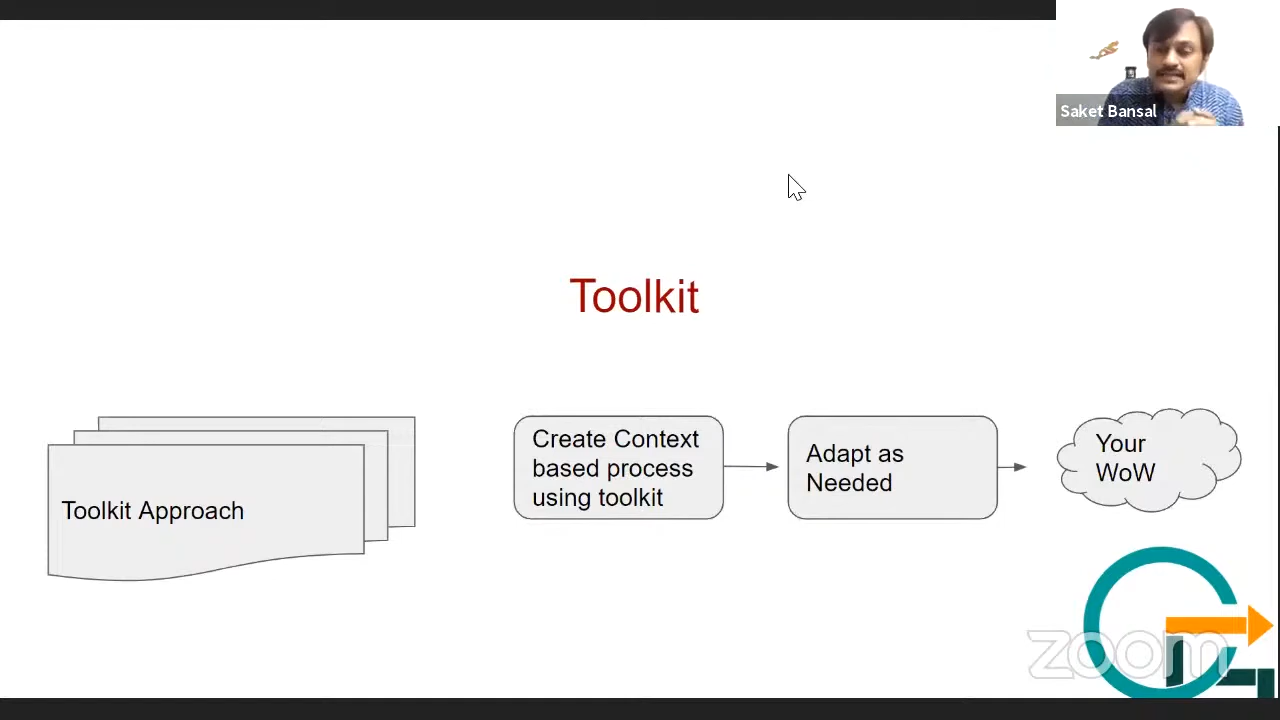 Saket Bansal
Toolkit
Toolkit Approach
Create Context
based process
using toolkit
Adapt as
Needed
Your
WoW
zoom